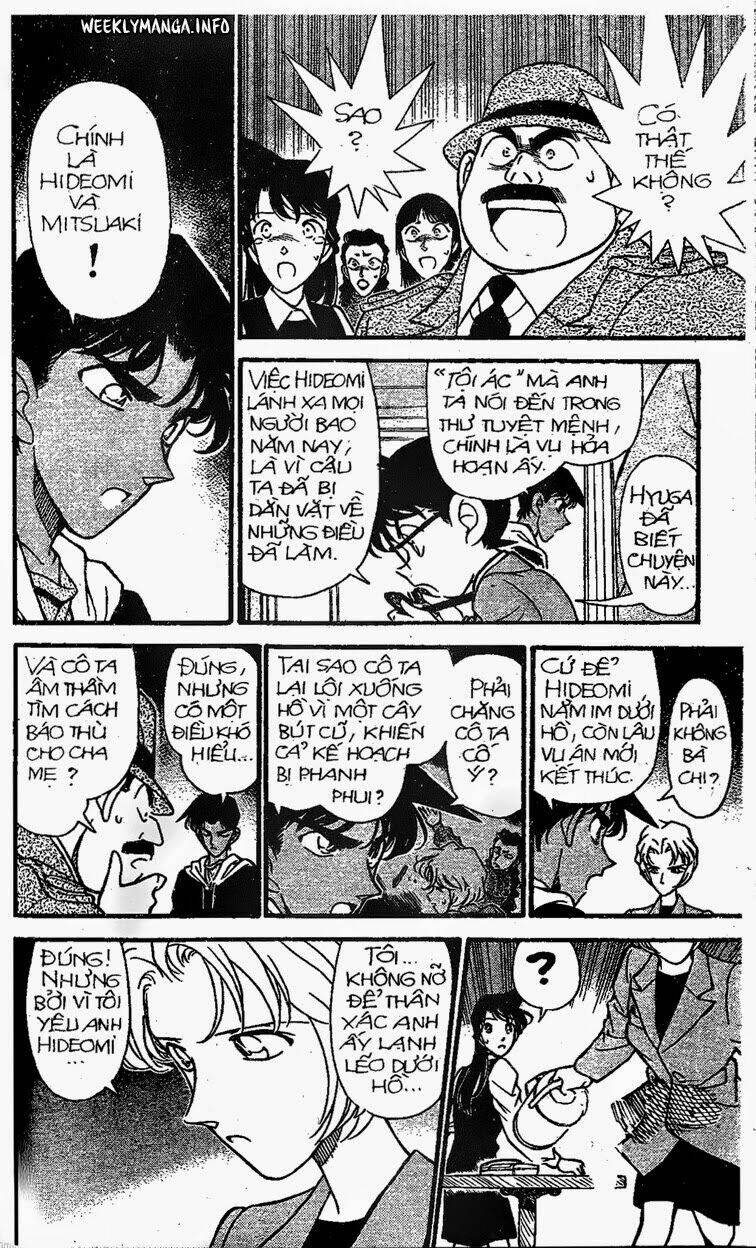 WEEKLYMANGA.INFO
CHÍNH
LÀ
HIDEOMI
VÀ
MITSUAKI
!
SAO
?
CÓ
THẬT
THẾ
KHÔNG
?
VIỆC HIDEOMI
LÁNH XA MỌI
NGƯỜI BAO
NĂM NAY,
LÀ VÌ CẬU
TA ĐÃ BỊ
DẰN VẶT VỀ
NHỮNG ĐIỀU
ĐÃ LÀM.
"TỘI ÁC" MÀ ANH
TA NÓI ĐẾN TRONG
THƯ TUYỆT MỆNH,
CHÍNH LÀ VỤ HỎA
HOẠN ẤY.
HYUGA
ĐÃ
BIẾT
CHUYỆN
NÀY...
VÀ CÔ TA
ÂM THẦM
TÌM CÁCH
BÁO THÙ
CHO CHA
MẸ ?
ĐÚNG,
NHƯNG
CÓ MỘT
ĐIỀU KHÓ
HIỂU...
TẠI SAO CÔ TA
LẠI LỘI XUỐNG
HỒ VÌ MỘT CÂY
BÚT CŨ, KHIẾN
CẢ KẾ HOẠCH
BỊ PHANH
PHUI ?
PHẢI
CHĂNG
CÔ TA
CỐ
Ý ?
CỨ ĐỂ
HIDEOMI
NẰM IM DƯỚI
HỒ, CÒN LÂU
VỤ ÁN MỚI
KẾT THÚC.
PHẢI
KHÔNG
BÀ
CHỊ ?
ĐÚNG!
NHƯNG
BỞI VÌ TÔI
YÊU ANH
HIDEOMI
...
TÔI...
KHÔNG NỠ
ĐỂ THÂN
XÁC ANH
ẤY LẠNH
LẼO DƯỚI
HỒ...
?